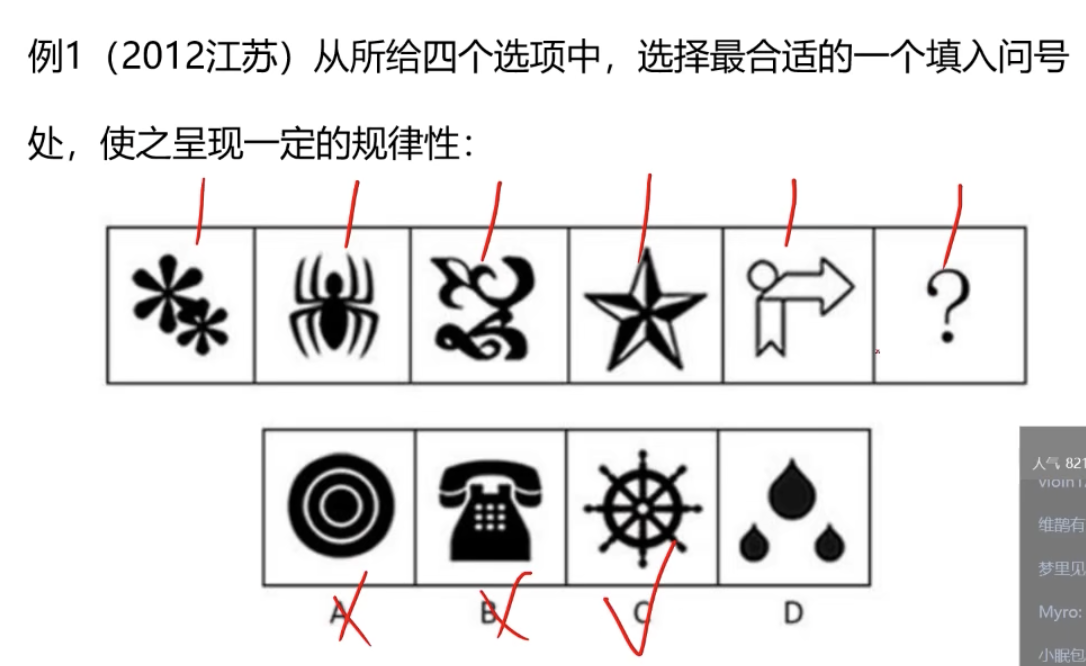 例1（2012江苏）从所给四个选项中，选择最合适的一个填入问号
处，使之呈现一定的规律性：
?
A B C D
人气 821
violin1
维鹊有
梦里见
Myro:
小眠包